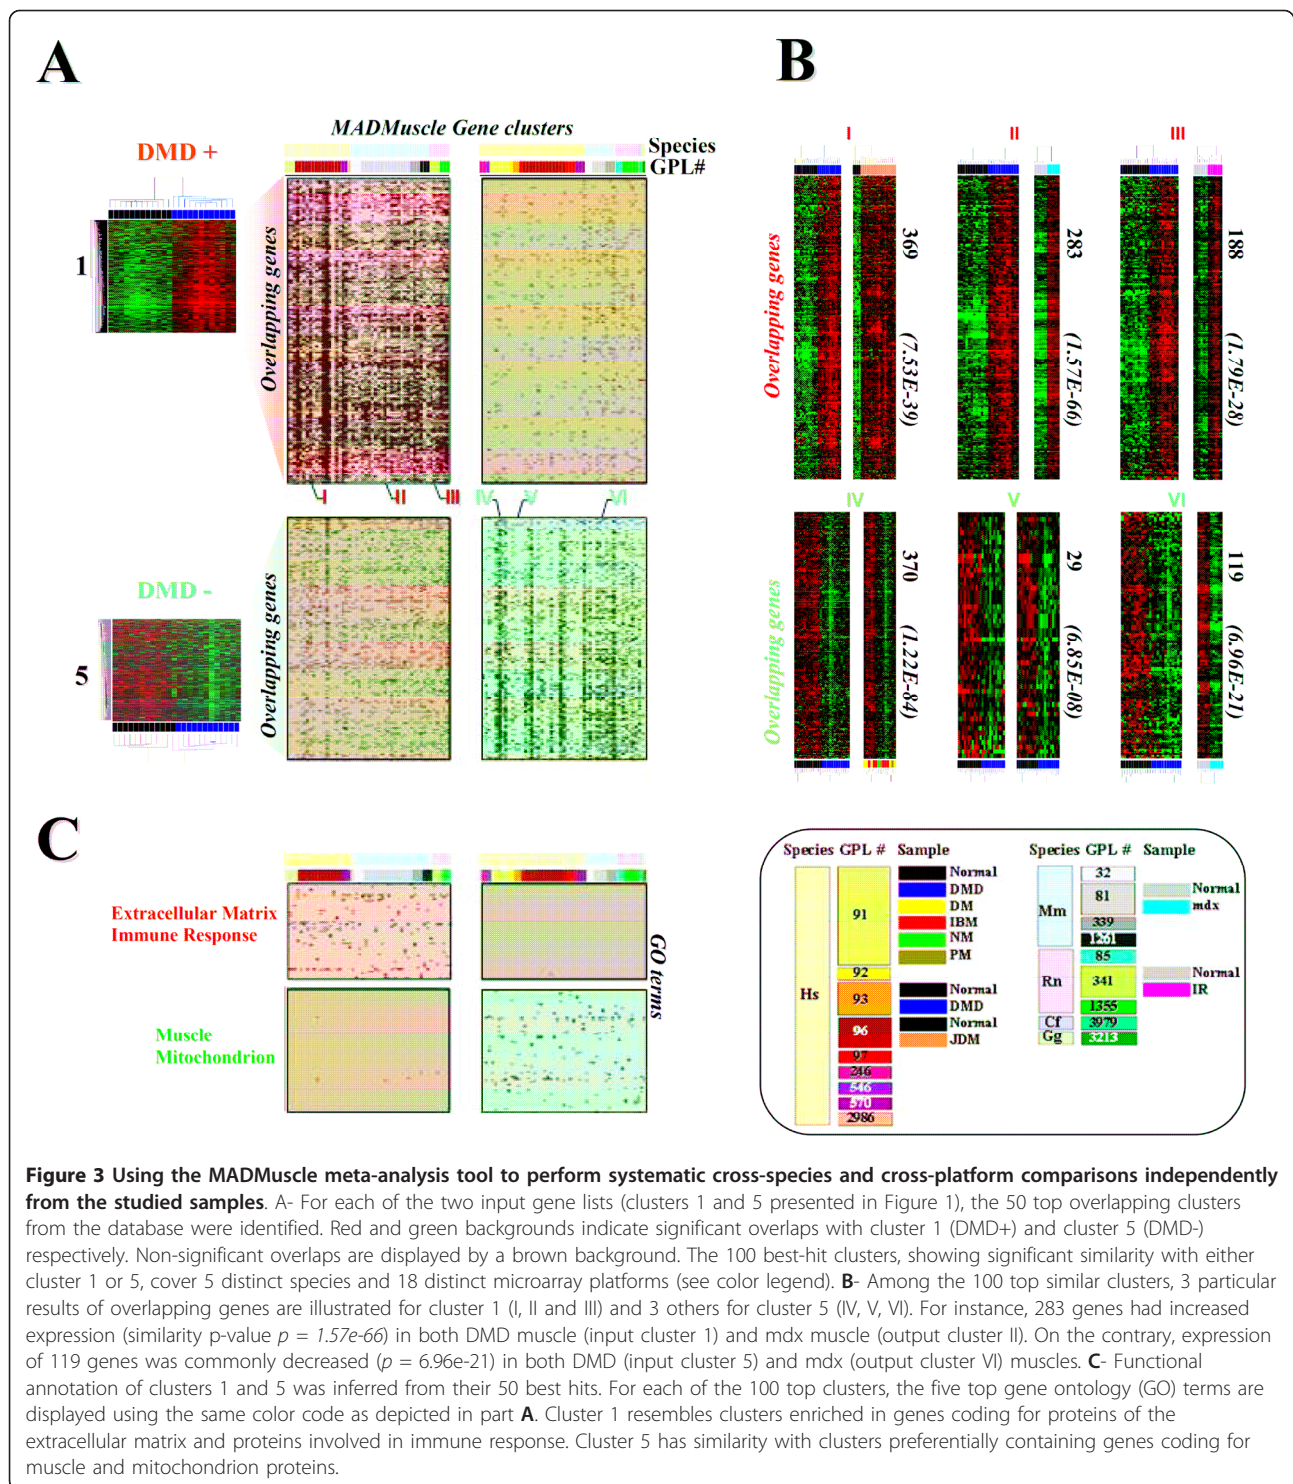 A
B
MADMuscle Gene clusters
Species
GPL#
DMD +
1
Overlapping genes
I
II
III
IV
V
VI
DMD -
5
Overlapping genes
I
II
III
Overlapping genes
369
(7.53E-39)
283
(1.57E-66)
188
(1.79E-28)
IV
V
VI
Overlapping genes
370
(1.22E-84)
29
(6.85E-08)
119
(6.96E-21)
C
Extracellular Matrix
Immune Response
Muscle
Mitochondrion
GO terms
Species GPL # Sample
Hs
91
92
93
96
97
246
546
570
2986
Normal
DMD
DM
IBM
NM
PM
Normal
DMD
Normal
JDM
Species GPL # Sample
Mm
32
81
339
1261
Normal
mdx
Rn
85
341
1355
Normal
IR
Cf
3979
Gg
3213
Figure 3 Using the MADMuscle meta-analysis tool to perform systematic cross-species and cross-platform comparisons independently
from the studied samples. A- For each of the two input gene lists (clusters 1 and 5 presented in Figure 1), the 50 top overlapping clusters
from the database were identified. Red and green backgrounds indicate significant overlaps with cluster 1 (DMD+) and cluster 5 (DMD-)
respectively. Non-significant overlaps are displayed by a brown background. The 100 best-hit clusters, showing significant similarity with either
cluster 1 or 5, cover 5 distinct species and 18 distinct microarray platforms (see color legend). B- Among the 100 top similar clusters, 3 particular
results of overlapping genes are illustrated for cluster 1 (I, II and III) and 3 others for cluster 5 (IV, V, VI). For instance, 283 genes had increased
expression (similarity p-value p = 1.57e-66) in both DMD muscle (input cluster 1) and mdx muscle (output cluster II). On the contrary, expression
of 119 genes was commonly decreased (p = 6.96e-21) in both DMD (input cluster 5) and mdx (output cluster VI) muscles. C- Functional
annotation of clusters 1 and 5 was inferred from their 50 best hits. For each of the 100 top clusters, the five top gene ontology (GO) terms are
displayed using the same color code as depicted in part A. Cluster 1 resembles clusters enriched in genes coding for proteins of the
extracellular matrix and proteins involved in immune response. Cluster 5 has similarity with clusters preferentially containing genes coding for
muscle and mitochondrion proteins.